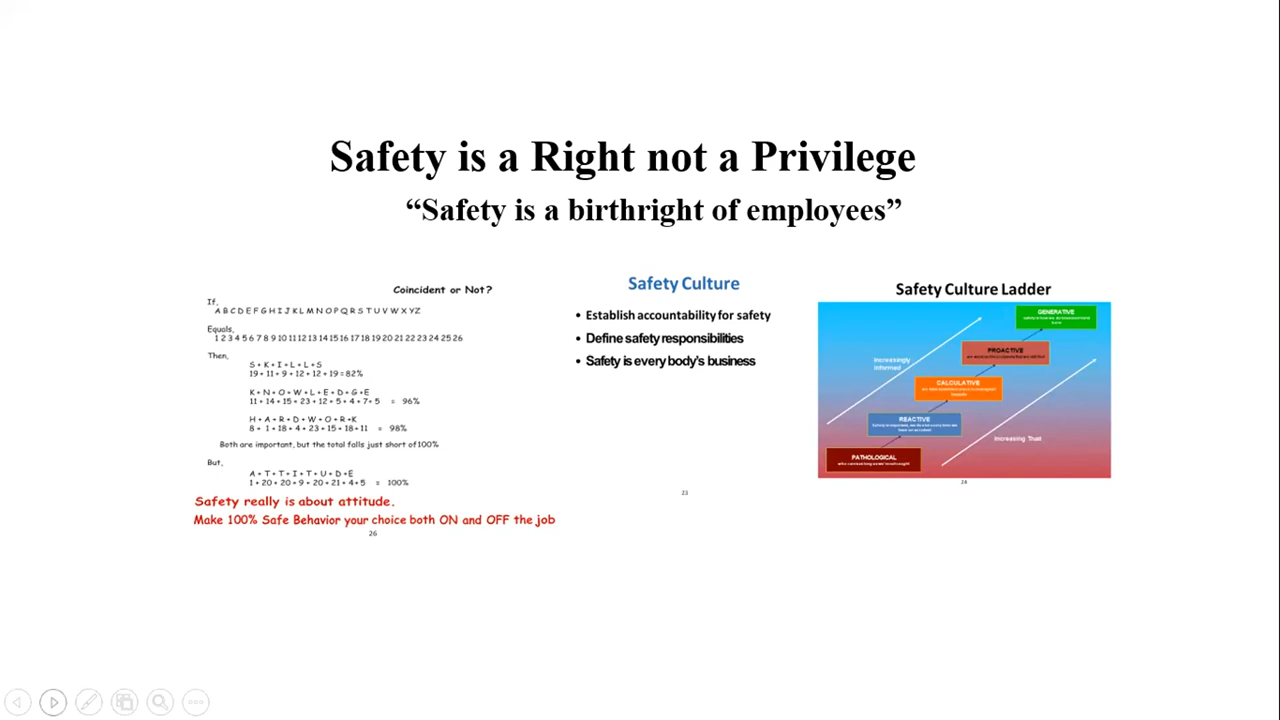 Safety is a Right not a Privilege
“Safety is a birthright of employees”
Coincident or Not?
If,
A B C D E F G H I J K L M N O P Q R S T U V W X Y Z
Equals,
1 2 3 4 5 6 7 8 9 10 11 12 13 14 15 16 17 18 19 20 21 22 23 24 25 26
Then,
S + K + I + L + L + S
19 + 11 + 9 + 12 + 12 + 19 = 82%
K + N + O + W + L + E + D + G + E
11 + 14 + 15 + 23 + 12 + 5 + 4 + 7 + 5 = 96%
H + A + R + D + W + O + R + K
8 + 1 + 18 + 4 + 23 + 15 + 18 + 11 = 98%
Both are important, but the total falls just short of 100%
But,
A + T + T + I + T + U + D + E
1 + 20 + 20 + 9 + 20 + 21 + 4 + 5 = 100%
Safety really is about attitude.
Make 100% Safe Behavior your choice both ON and OFF the job
26
Safety Culture
• Establish accountability for safety
• Define safety responsibilities
• Safety is every body's business
23
Safety Culture Ladder
GENERATIVE
PROACTIVE
Increasingly
informed
CALCULATIVE
REACTIVE
Increasing Trust
PATHOLOGICAL
24